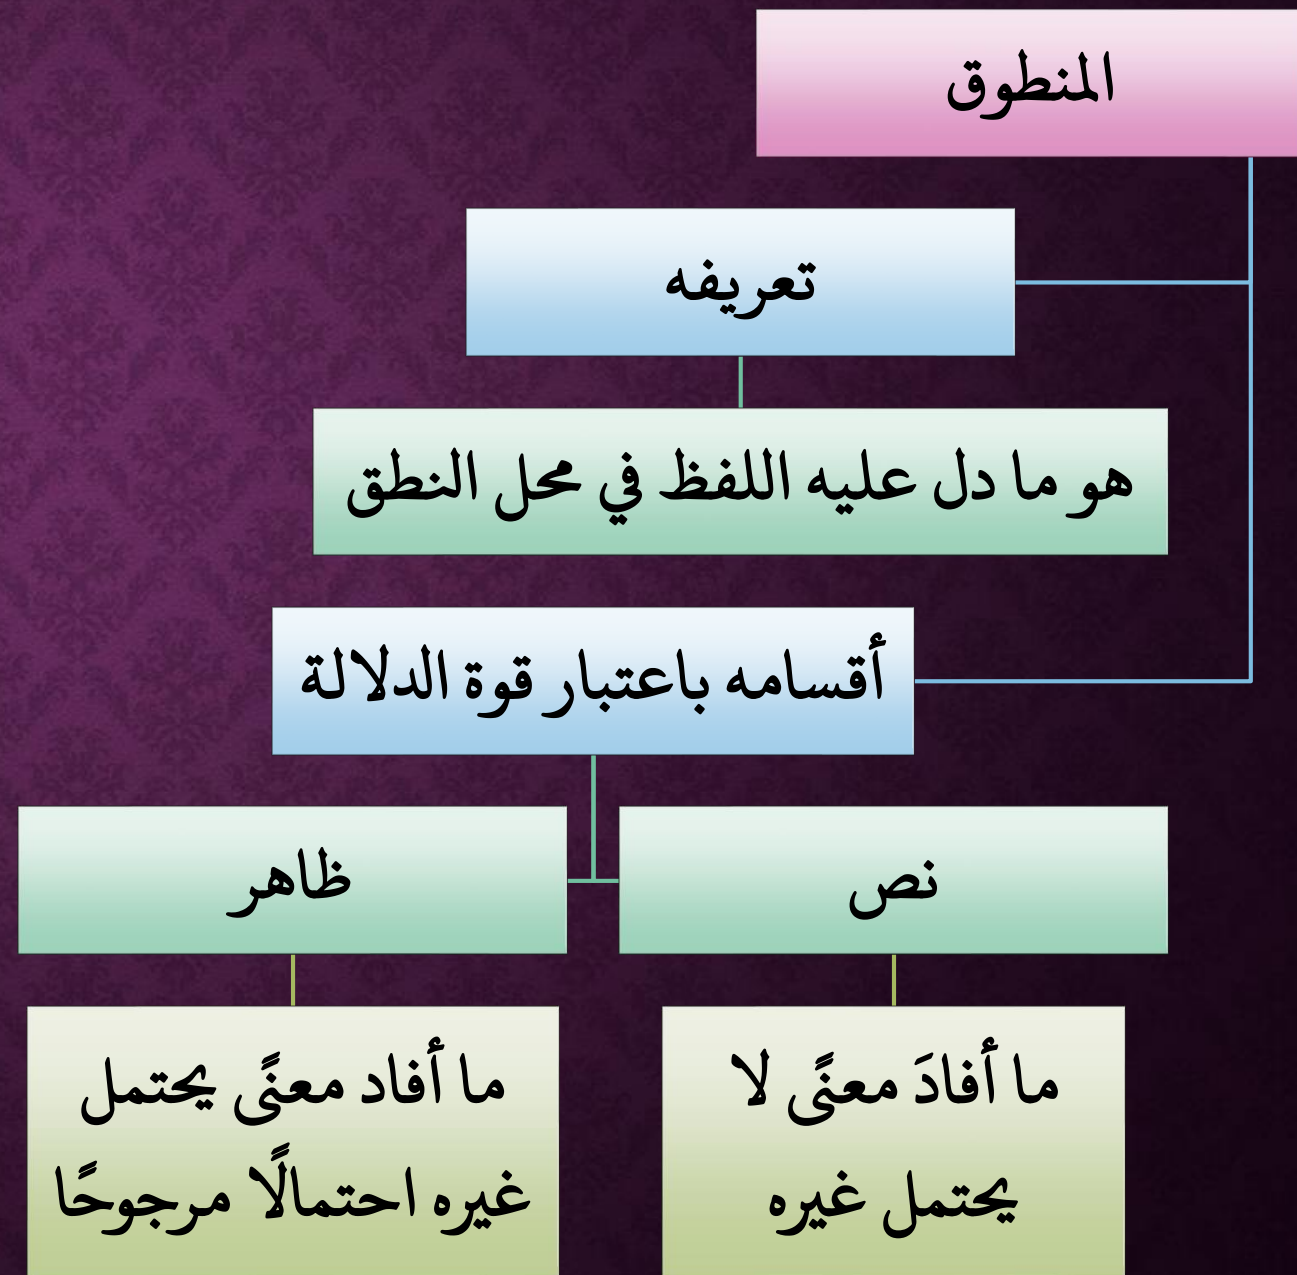 المنطوق
تعريفه
هو ما دل عليه اللفظ في محل النطق
أقسامه باعتبار قوة الدلالة
نص
ما أفادَ معنًى لا
يحتمل غيره
ظاهر
ما أفاد معنًى يحتمل
غيره احتمالًا مرجوحًا